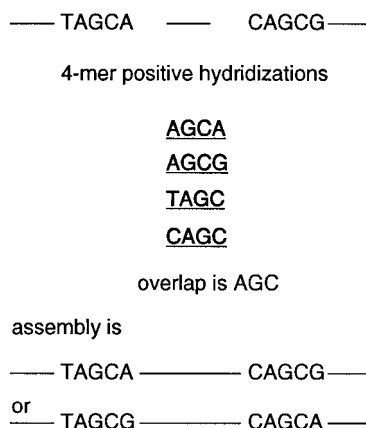 TAGCA CAGCG
4-mer positive hydridizations
AGCA
AGCG
TAGC
CAGC
overlap is AGC
assembly is
TAGCA CAGCG
or
TAGCG CAGCA